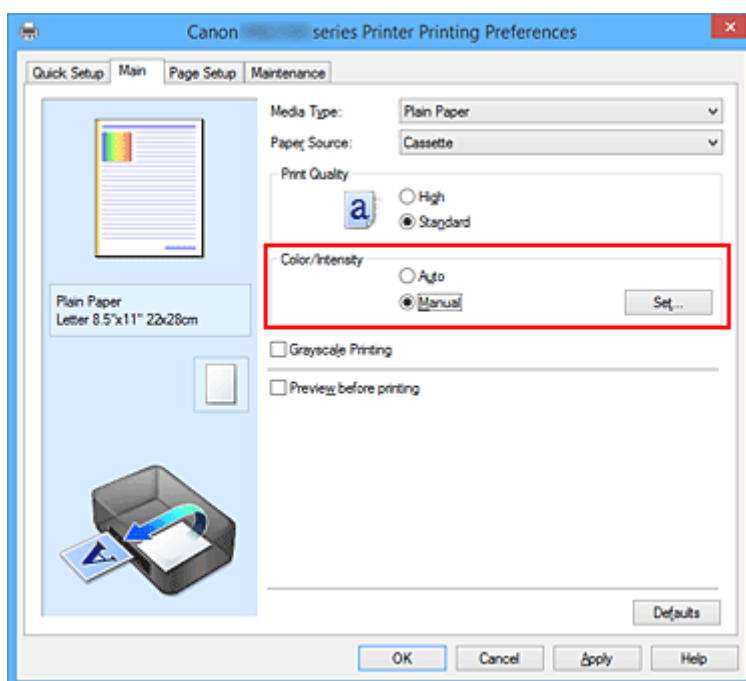 Canon series Printer Printing Preferences
Quick Setup Main Page Setup Maintenance
Media Type: Plain Paper
Paper Source: Cassette
Print Quality
a
High
Standard
Color/Intensity
Auto
Manual Set...
Plain Paper
Letter 8.5"x11" 22x28cm
Grayscale Printing
Preview before printing
A
Defaults
OK Cancel Apply Help